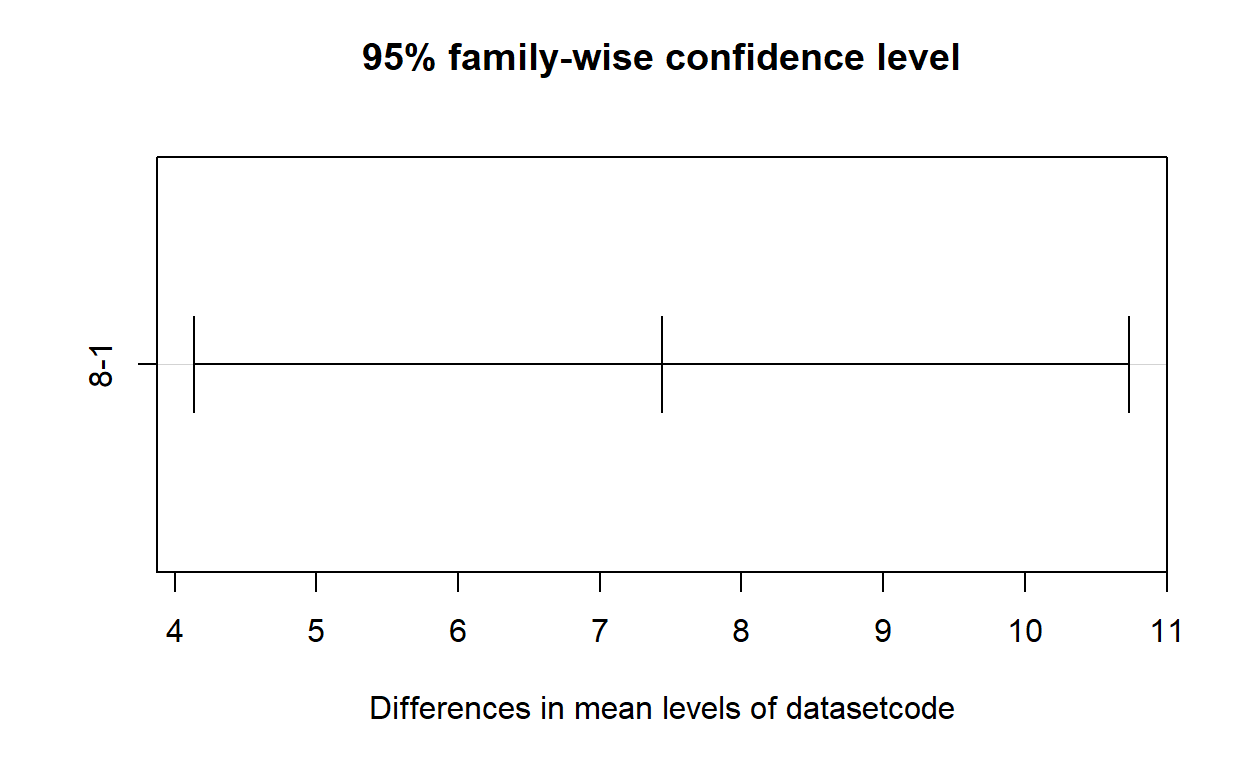 95% family-wise confidence level
8-1
4 5 6 7 8 9 10 11
Differences in mean levels of datasetcode